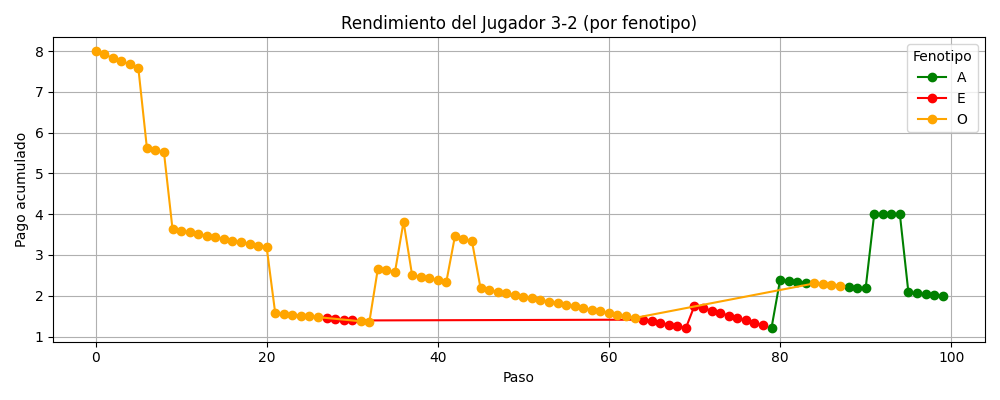 Rendimiento del Jugador 3-2 (por fenotipo)
Pago acumulado
8
7
6
5
4
3
2
1
0
20
40
60
80
100
Paso
Fenotipo
A
E
O